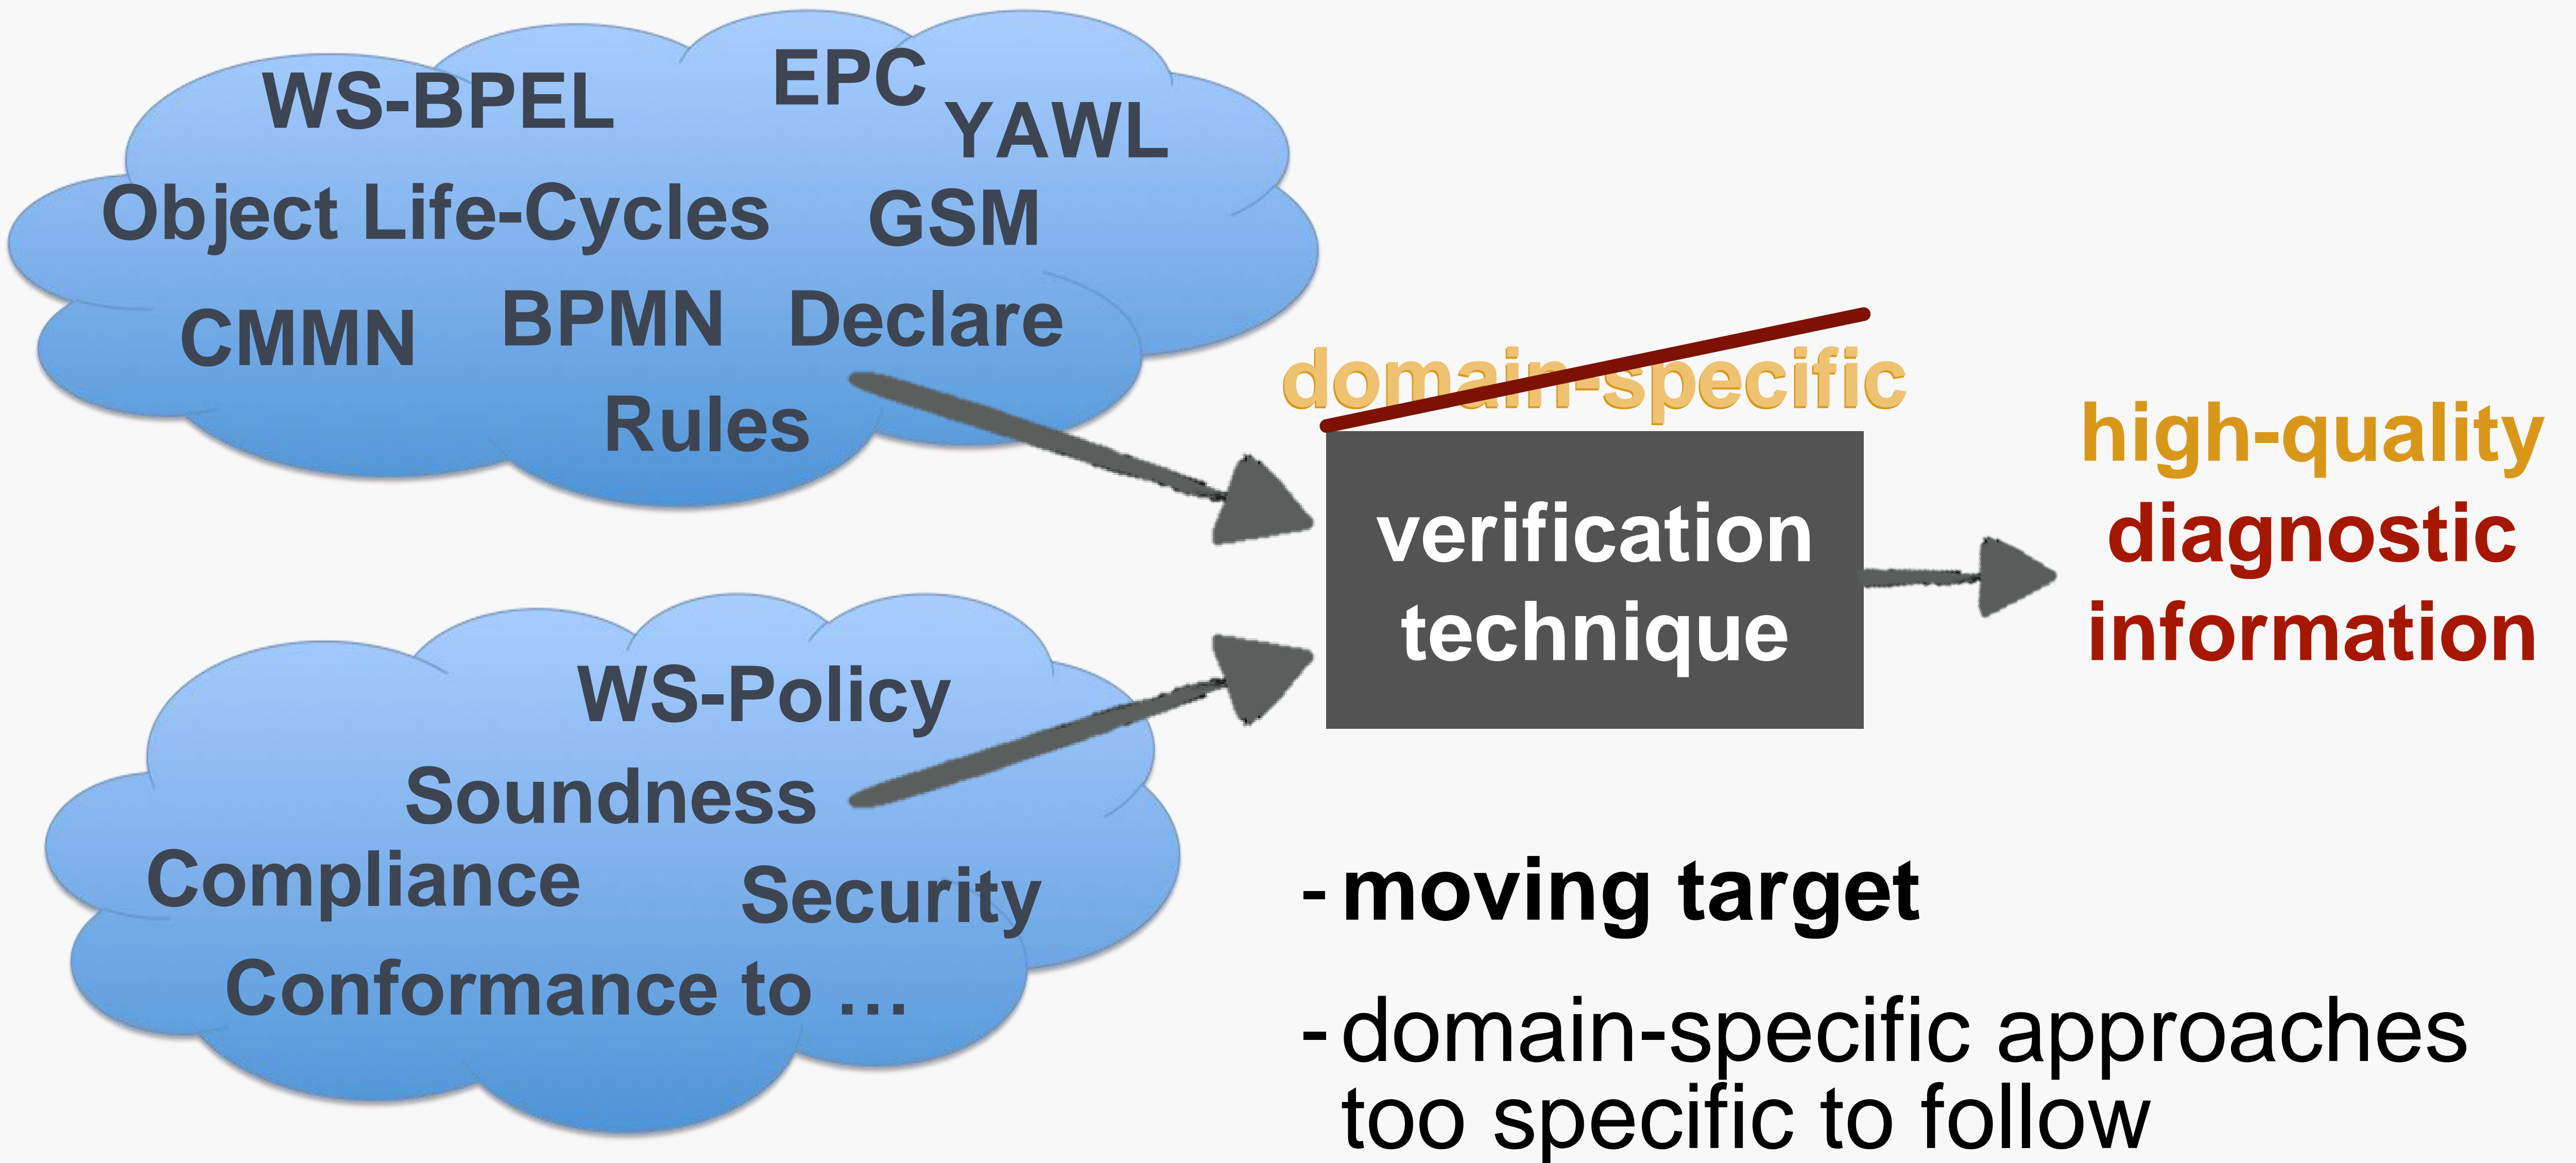 WS-BPEL
EPC
YAWL
Object Life-Cycles
GSM
CMMN
BPMN
Declare
Rules
domain-specific
verification
technique
high-quality
diagnostic
information
WS-Policy
Soundness
Compliance
Security
Conformance to …
- moving target
- domain-specific approaches
too specific to follow